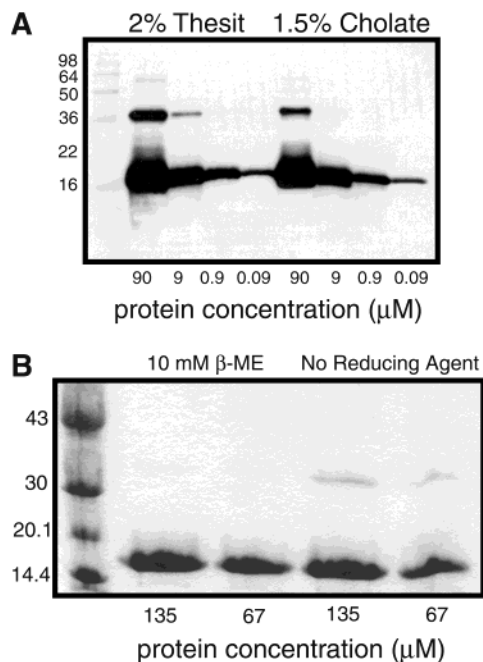 A
2% Thesit 1.5% Cholate
98
64
50
36
22
16
90 9 0.9 0.09 90 9 0.9 0.09
protein concentration (μM)
B
10 mM β-ME No Reducing Agent
43
30
20.1
14.4
135 67 135 67
protein concentration (μM)